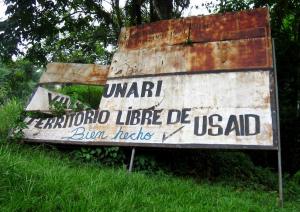 UNARI
TERRITORIO LIBRE DE USAID
Bien hecho